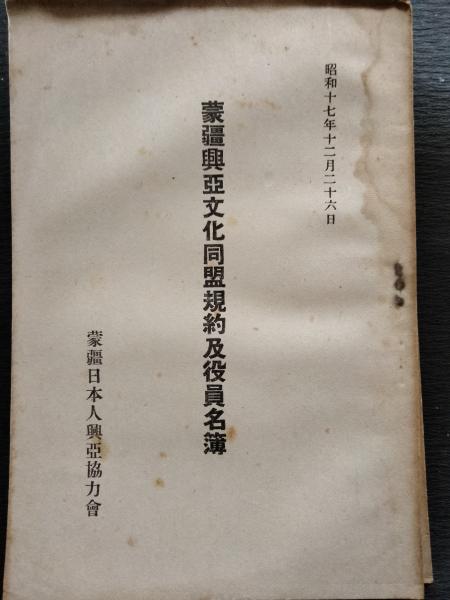 昭和十七年十二月二十六日
蒙疆興亞文化同盟規約及役員名簿
蒙疆日本人興亞協力會